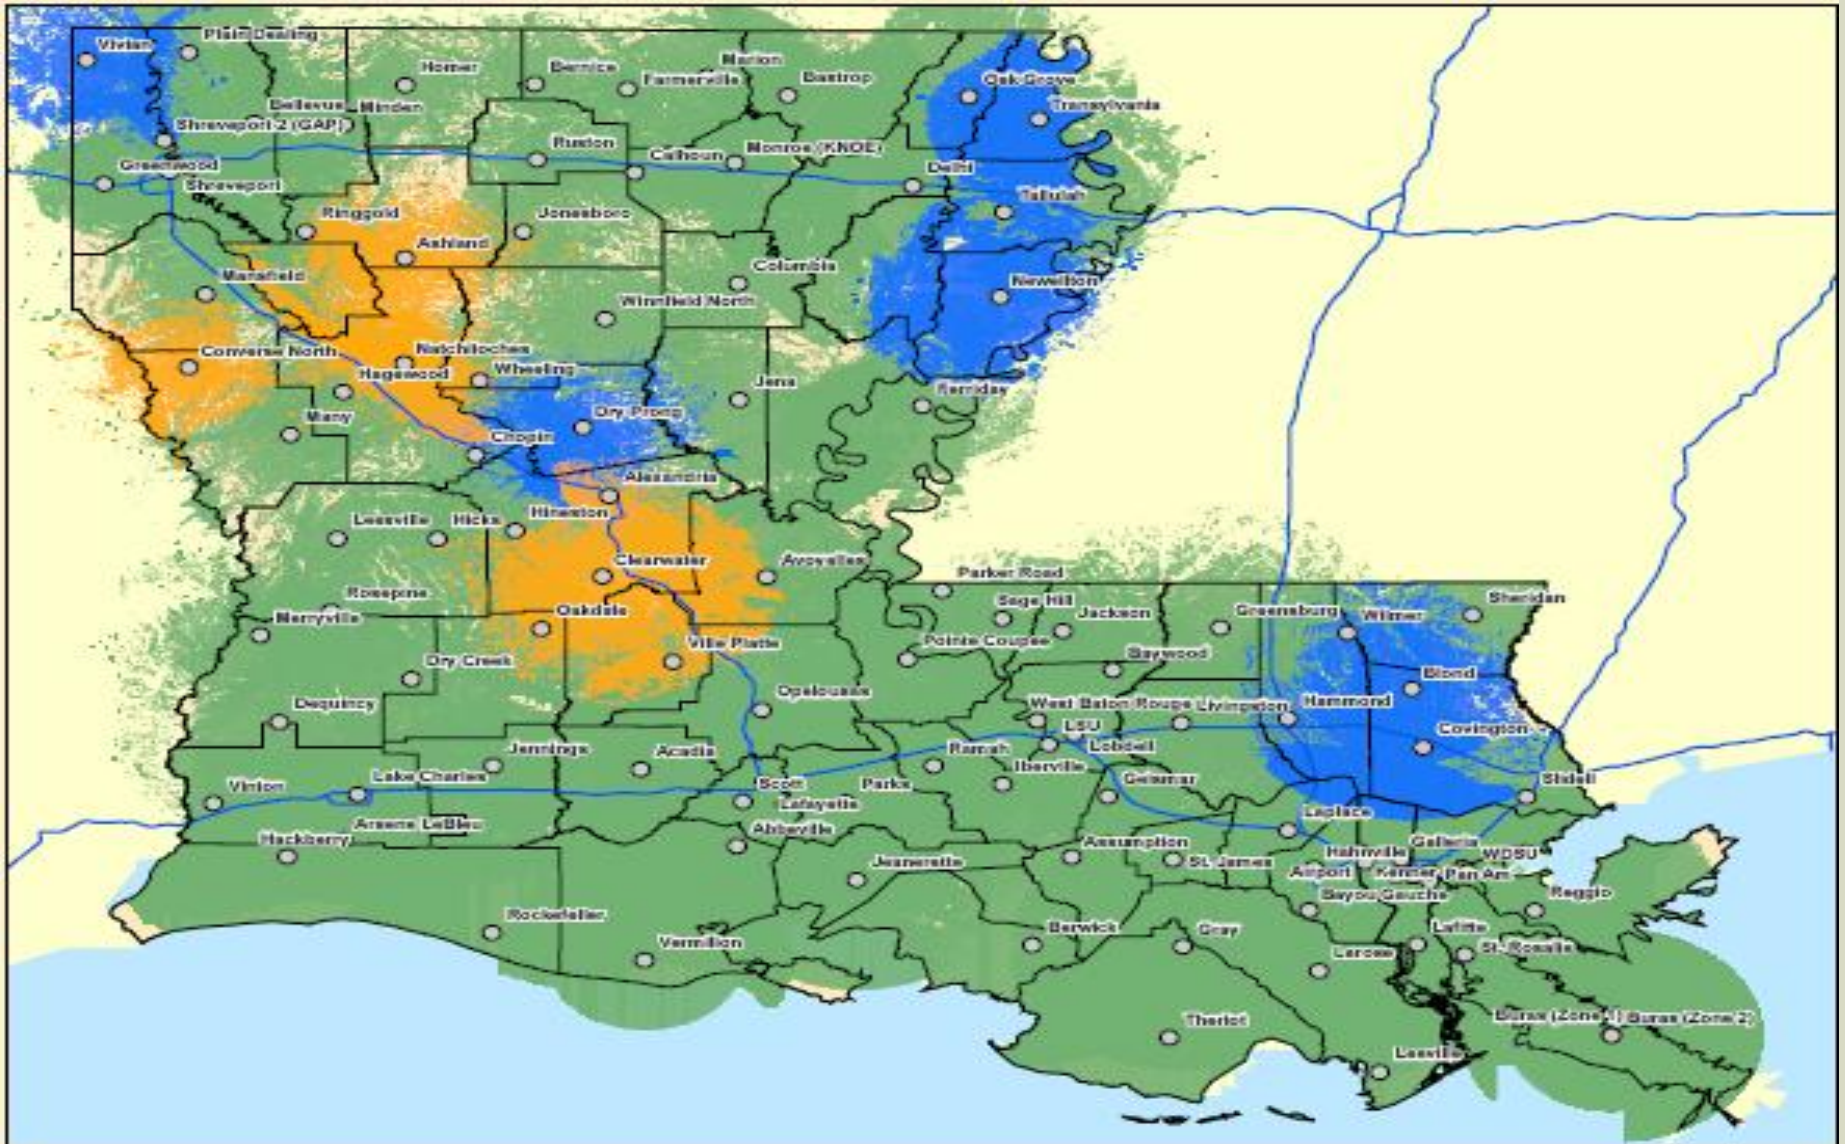 Vivian
Plain Dealing
Homer
Bernice
Farmerville
Marion
Bastrop
Oak Grove
Transylvania
Bellevue
Minden
Shreveport 2 (GAP)
Greenwood
Shreveport
Ruston
Calhoun
Monroe (KNOE)
Delhi
Tallulah
Ringgold
Ashland
Jonesboro
Mansfield
Columbia
Winnfield North
Newellton
Converse North
Natchitoches
Hagewood
Wheeling
Jena
Ferriday
Many
Dry Prong
Chopin
Alexandria
Leesville
Hicks
Hineston
Clearwater
Avoyelles
Rosepine
Merryville
Oakdale
Ville Platte
Dry Creek
Parker Road
Sage Hill
Jackson
Pointe Coupee
Greensburg
Wilmer
Sheridan
Baywood
Blond
Dequincy
Opelousas
West Baton Rouge
Livingston
Hammond
Covington
LSU
Lobdell
Jennings
Acadia
Ramah
Iberville
Vinton
Lake Charles
Scott
Parks
Geismar
Slidell
Lafayette
Arsene LeBleu
Laplace
Hackberry
Abbeville
Jeanerette
Assumption
St. James
Hahnville
Galleria
WDSU
Airport
Kenner
Pan Am
Bayou Gauche
Reggio
Rockefeller
Vermilion
Berwick
Gray
Larose
Lafitte
St. Rosalie
Theriot
Buras (Zone 1)
Buras (Zone 2)
Leeville